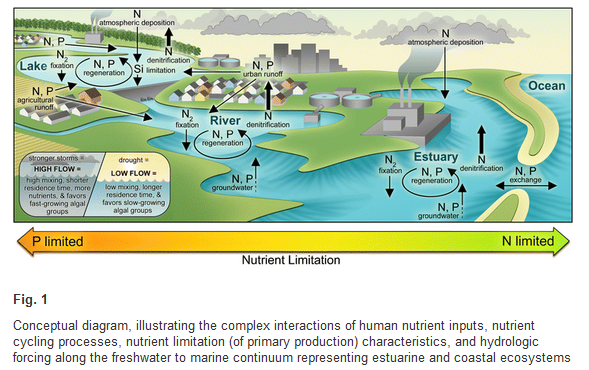 N
atmospheric deposition
N
atmospheric deposition
N, P
Lake
N2
fixation
N, P
regeneration
Si
limitation
N
denitrification
N, P
urban runoff
Ocean
N, P
agricultural
runoff
N2
fixation
River
N, P
regeneration
N
denitrification
N, P
groundwater
Estuary
N2
fixation
N, P
regeneration
N
denitrification
N, P
exchange
N, P
groundwater
stronger storms =
HIGH FLOW =
high mixing, shorter
residence time, more
nutrients, & favors
fast-growing algal
groups
drought =
LOW FLOW =
low mixing, longer
residence time, &
favors slow-growing
algal groups
P limited
N limited
Nutrient Limitation
Fig. 1
Conceptual diagram, illustrating the complex interactions of human nutrient inputs, nutrient
cycling processes, nutrient limitation (of primary production) characteristics, and hydrologic
forcing along the freshwater to marine continuum representing estuarine and coastal ecosystems